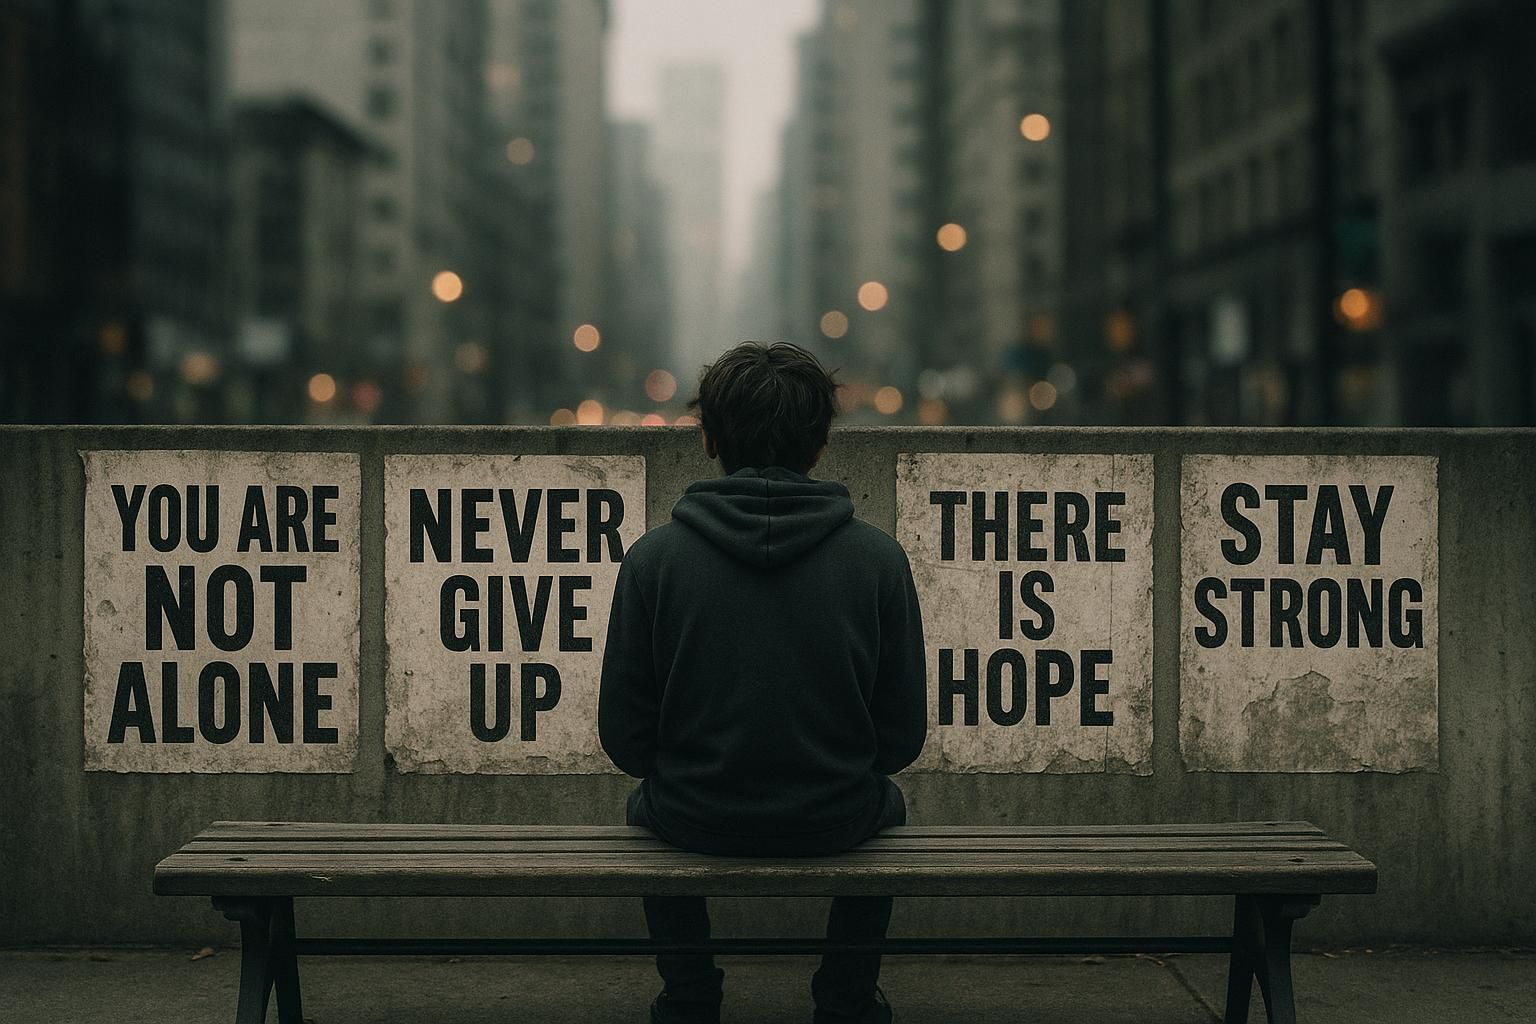 YOU ARE
NOT
ALONE
NEVER
GIVE
UP
THERE
IS
HOPE
STAY
STRONG